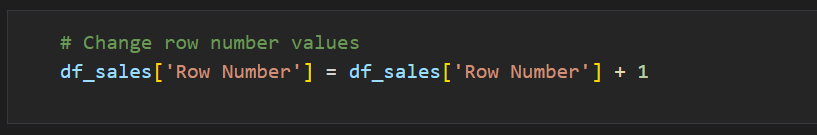 # Change row number values
df_sales['Row Number'] = df_sales['Row Number'] + 1